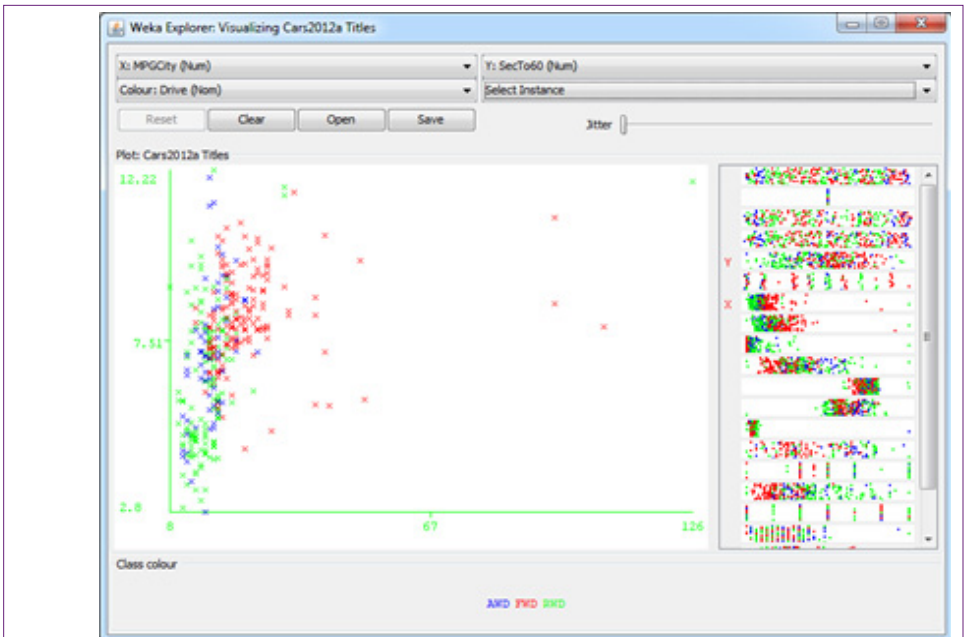 Weka Explorer: Visualizing Cars2012a Titles
X: MPGCity (Num)
Y: SecTo60 (Num)
Colour: Drive (Nom)
Select Instance
Reset
Clear
Open
Save
Jitter
Plot: Cars2012a Titles
12.22
7.51
2.8
8
67
126
Y
X
Class colour
AWD FWD RWD